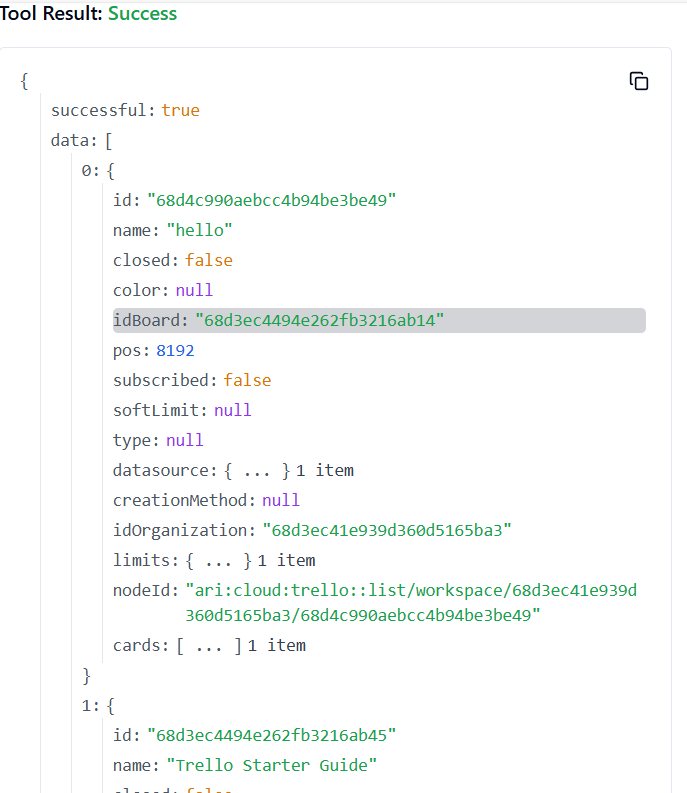 Tool Result: Success
{
successful: true
data: [
0: {
id: "68d4c990aebcc4b94be3be49"
name: "hello"
closed: false
color: null
idBoard: "68d3ec4494e262fb3216ab14"
pos: 8192
subscribed: false
softLimit: null
type: null
datasource: { ... } 1 item
creationMethod: null
idOrganization: "68d3ec41e939d360d5165ba3"
limits: { ... } 1 item
nodeId: "ari:cloud:trello::list/workspace/68d3ec41e939d
360d5165ba3/68d4c990aebcc4b94be3be49"
cards: [ ... ] 1 item
}
1: {
id: "68d3ec4494e262fb3216ab45"
name: "Trello Starter Guide"
closed: false